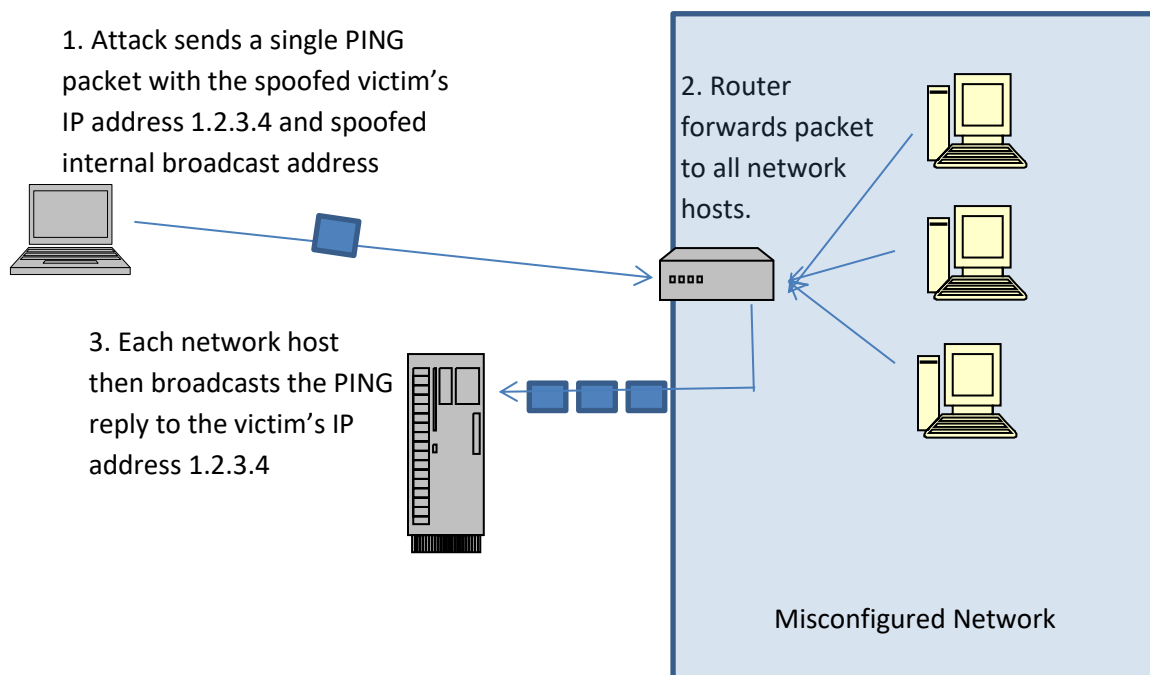 1. Attack sends a single PING
packet with the spoofed victim’s
IP address 1.2.3.4 and spoofed
internal broadcast address
2. Router
forwards packet
to all network
hosts.
3. Each network host
then broadcasts the PING
reply to the victim’s IP
address 1.2.3.4
Misconfigured Network